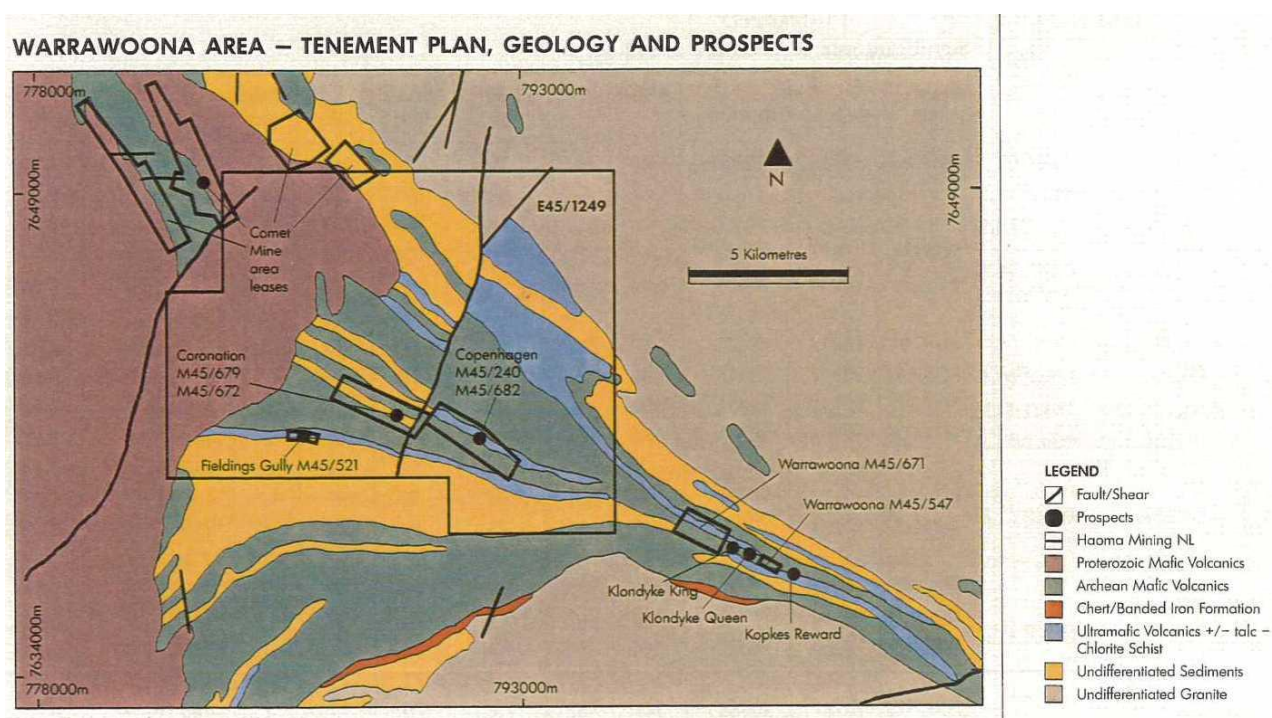 WARRAWOONA AREA – TENEMENT PLAN, GEOLOGY AND PROSPECTS
778000m
793000m
7649000m
7649000m
N
E45/1249
Comet
Mine
area
leases
5 Kilometres
Coronation
M45/679
M45/672
Copenhagen
M45/240
M45/682
Fieldings Gully M45/521
Warrawoona M45/671
Warrawoona M45/547
Klondyke King
Klondyke Queen
Kopkes Reward
7634000m
778000m
793000m
LEGEND
Fault/Shear
Prospects
Haoma Mining NL
Proterozoic Mafic Volcanics
Archean Mafic Volcanics
Chert/Banded Iron Formation
Ultramafic Volcanics +/– talc –
Chlorite Schist
Undifferentiated Sediments
Undifferentiated Granite